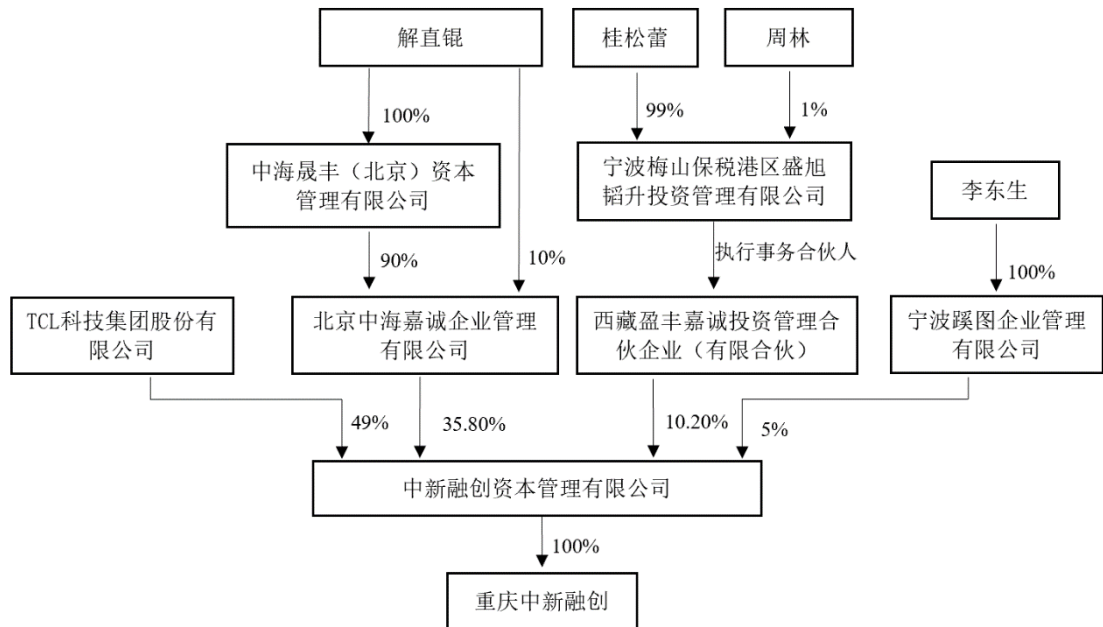 解直锟
桂松蕾
周林
100%
99%
1%
中海晟丰（北京）资本
管理有限公司
宁波梅山保税港区盛旭
韬升投资管理有限公司
李东生
90%
10%
执行事务合伙人
100%
TCL科技集团股份有
限公司
北京中海嘉诚企业管理
有限公司
西藏盈丰嘉诚投资管理合
伙企业（有限合伙）
宁波蹊图企业管理
有限公司
49%
35.80%
10.20%
5%
中新融创资本管理有限公司
100%
重庆中新融创